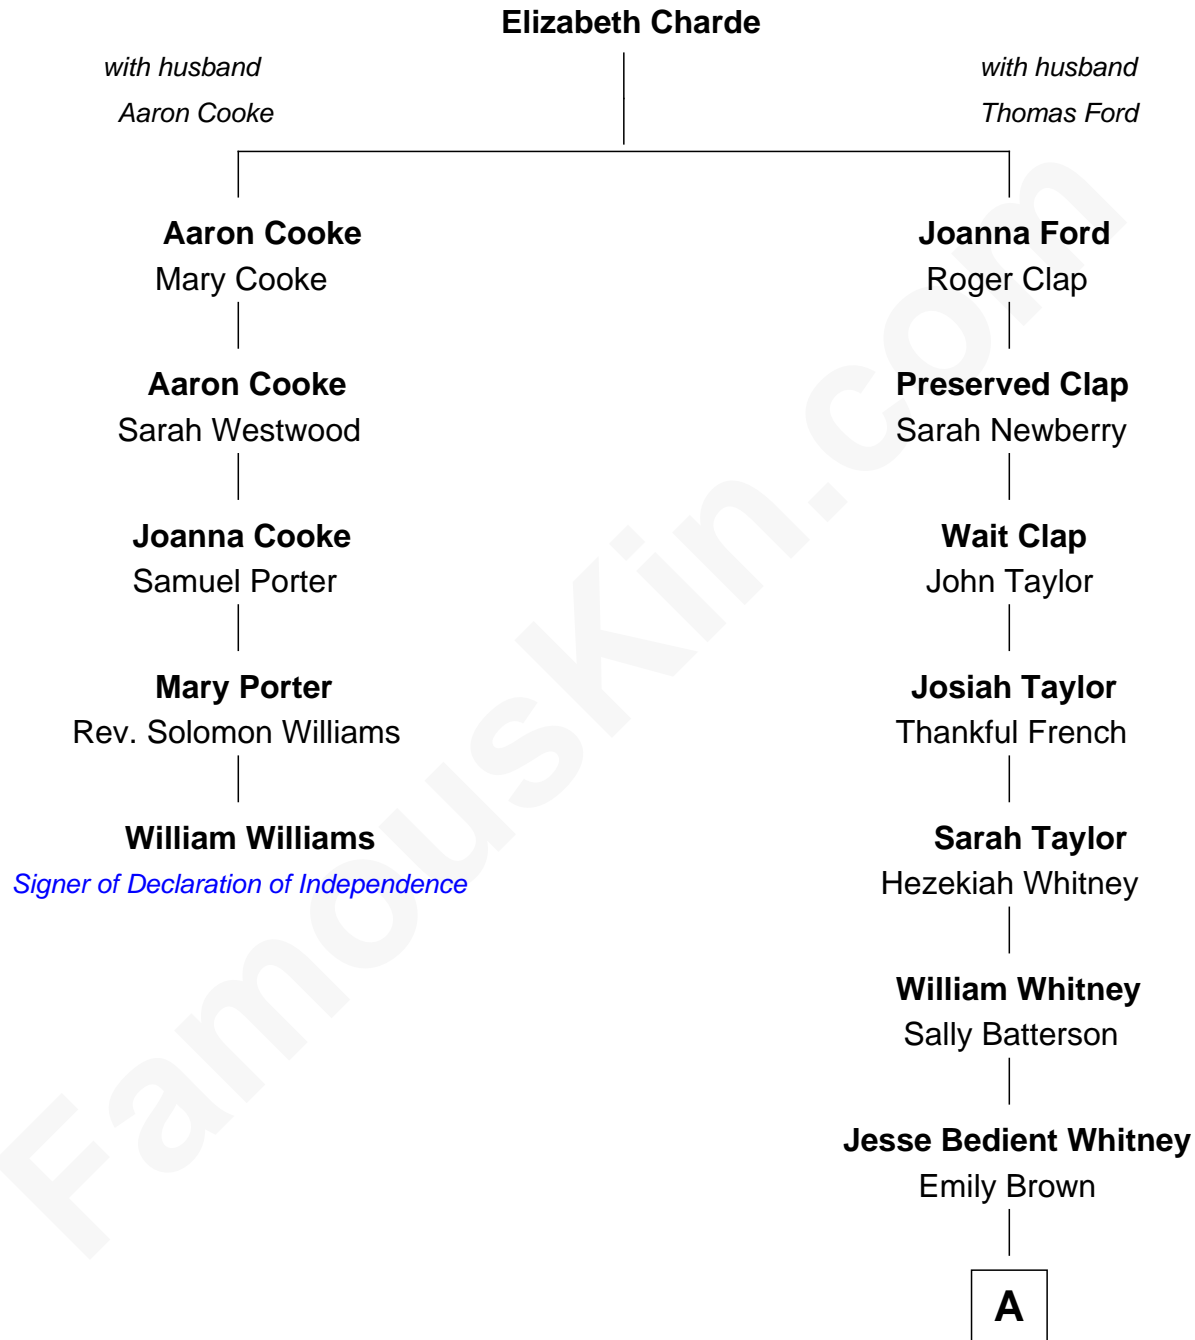 Elizabeth Charde
with husband
Aaron Cooke
with husband
Thomas Ford
Aaron Cooke
Mary Cooke
Joanna Ford
Roger Clap
Aaron Cooke
Sarah Westwood
Preserved Clap
Sarah Newberry
Joanna Cooke
Samuel Porter
Wait Clap
John Taylor
Mary Porter
Rev. Solomon Williams
Josiah Taylor
Thankful French
William Williams
Signer of Declaration of Independence
Sarah Taylor
Hezekiah Whitney
William Whitney
Sally Batterson
Jesse Bedient Whitney
Emily Brown
A
FamousKin.com